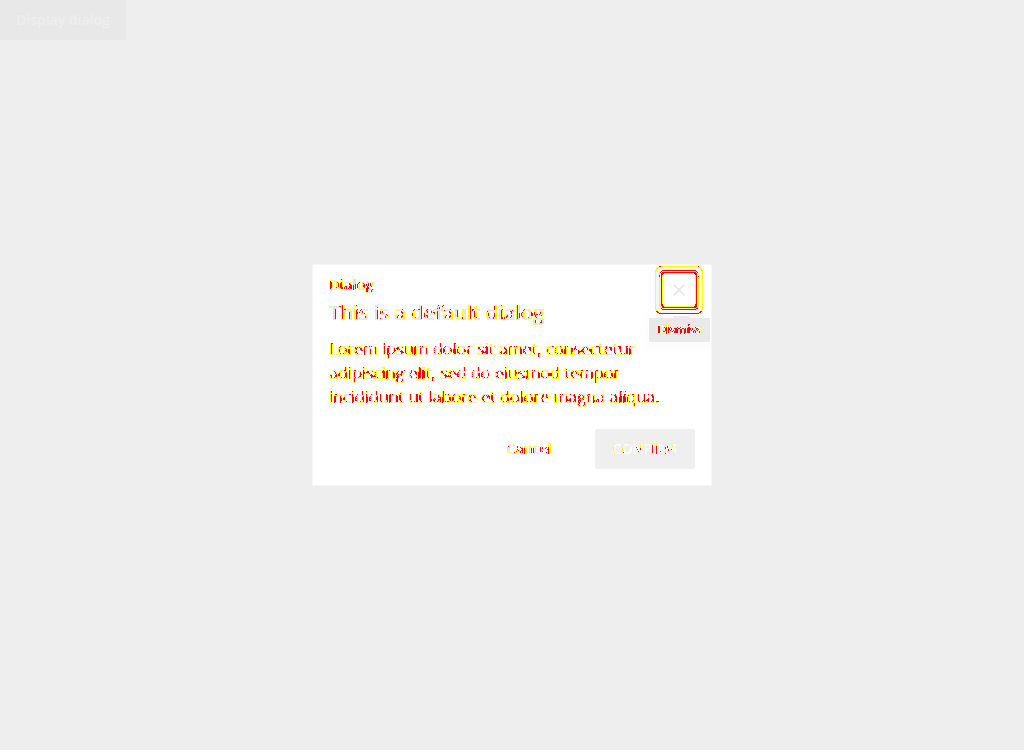 Display dialog
Dialog
This is a default dialog
Dismiss
Lorem ipsum dolor sit amet, consectetur
adipiscing elit, sed do eiusmod tempor
incididunt ut labore et dolore magna aliqua.
Cancel